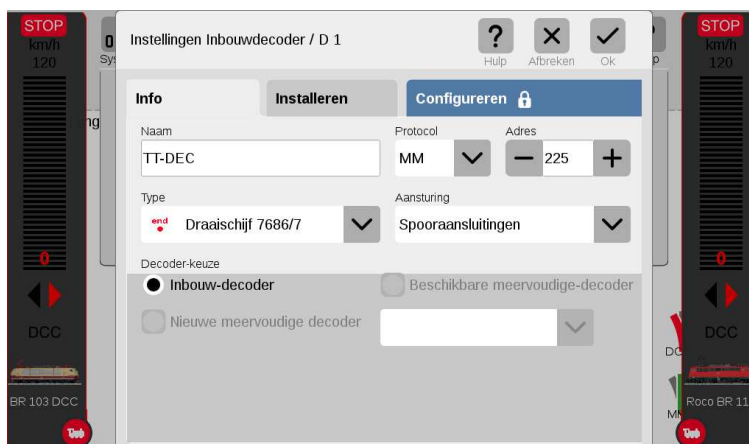 STOP
km/h
120
0
DCC
BR 103 DCC
Instellingen Inbouwdecoder / D 1
Hulp
Afbreken
Ok
Info
Installeren
Configureren
Naam
Protocol
Adres
TT-DEC
MM
225
Type
Aansturing
end
Draaischijf 7686/7
Spooraansluitingen
Decoder-keuze
Inbouw-decoder
Beschikbare meervoudige-decoder
Nieuwe meervoudige decoder
STOP
km/h
120
0
DCC
Roco BR 11